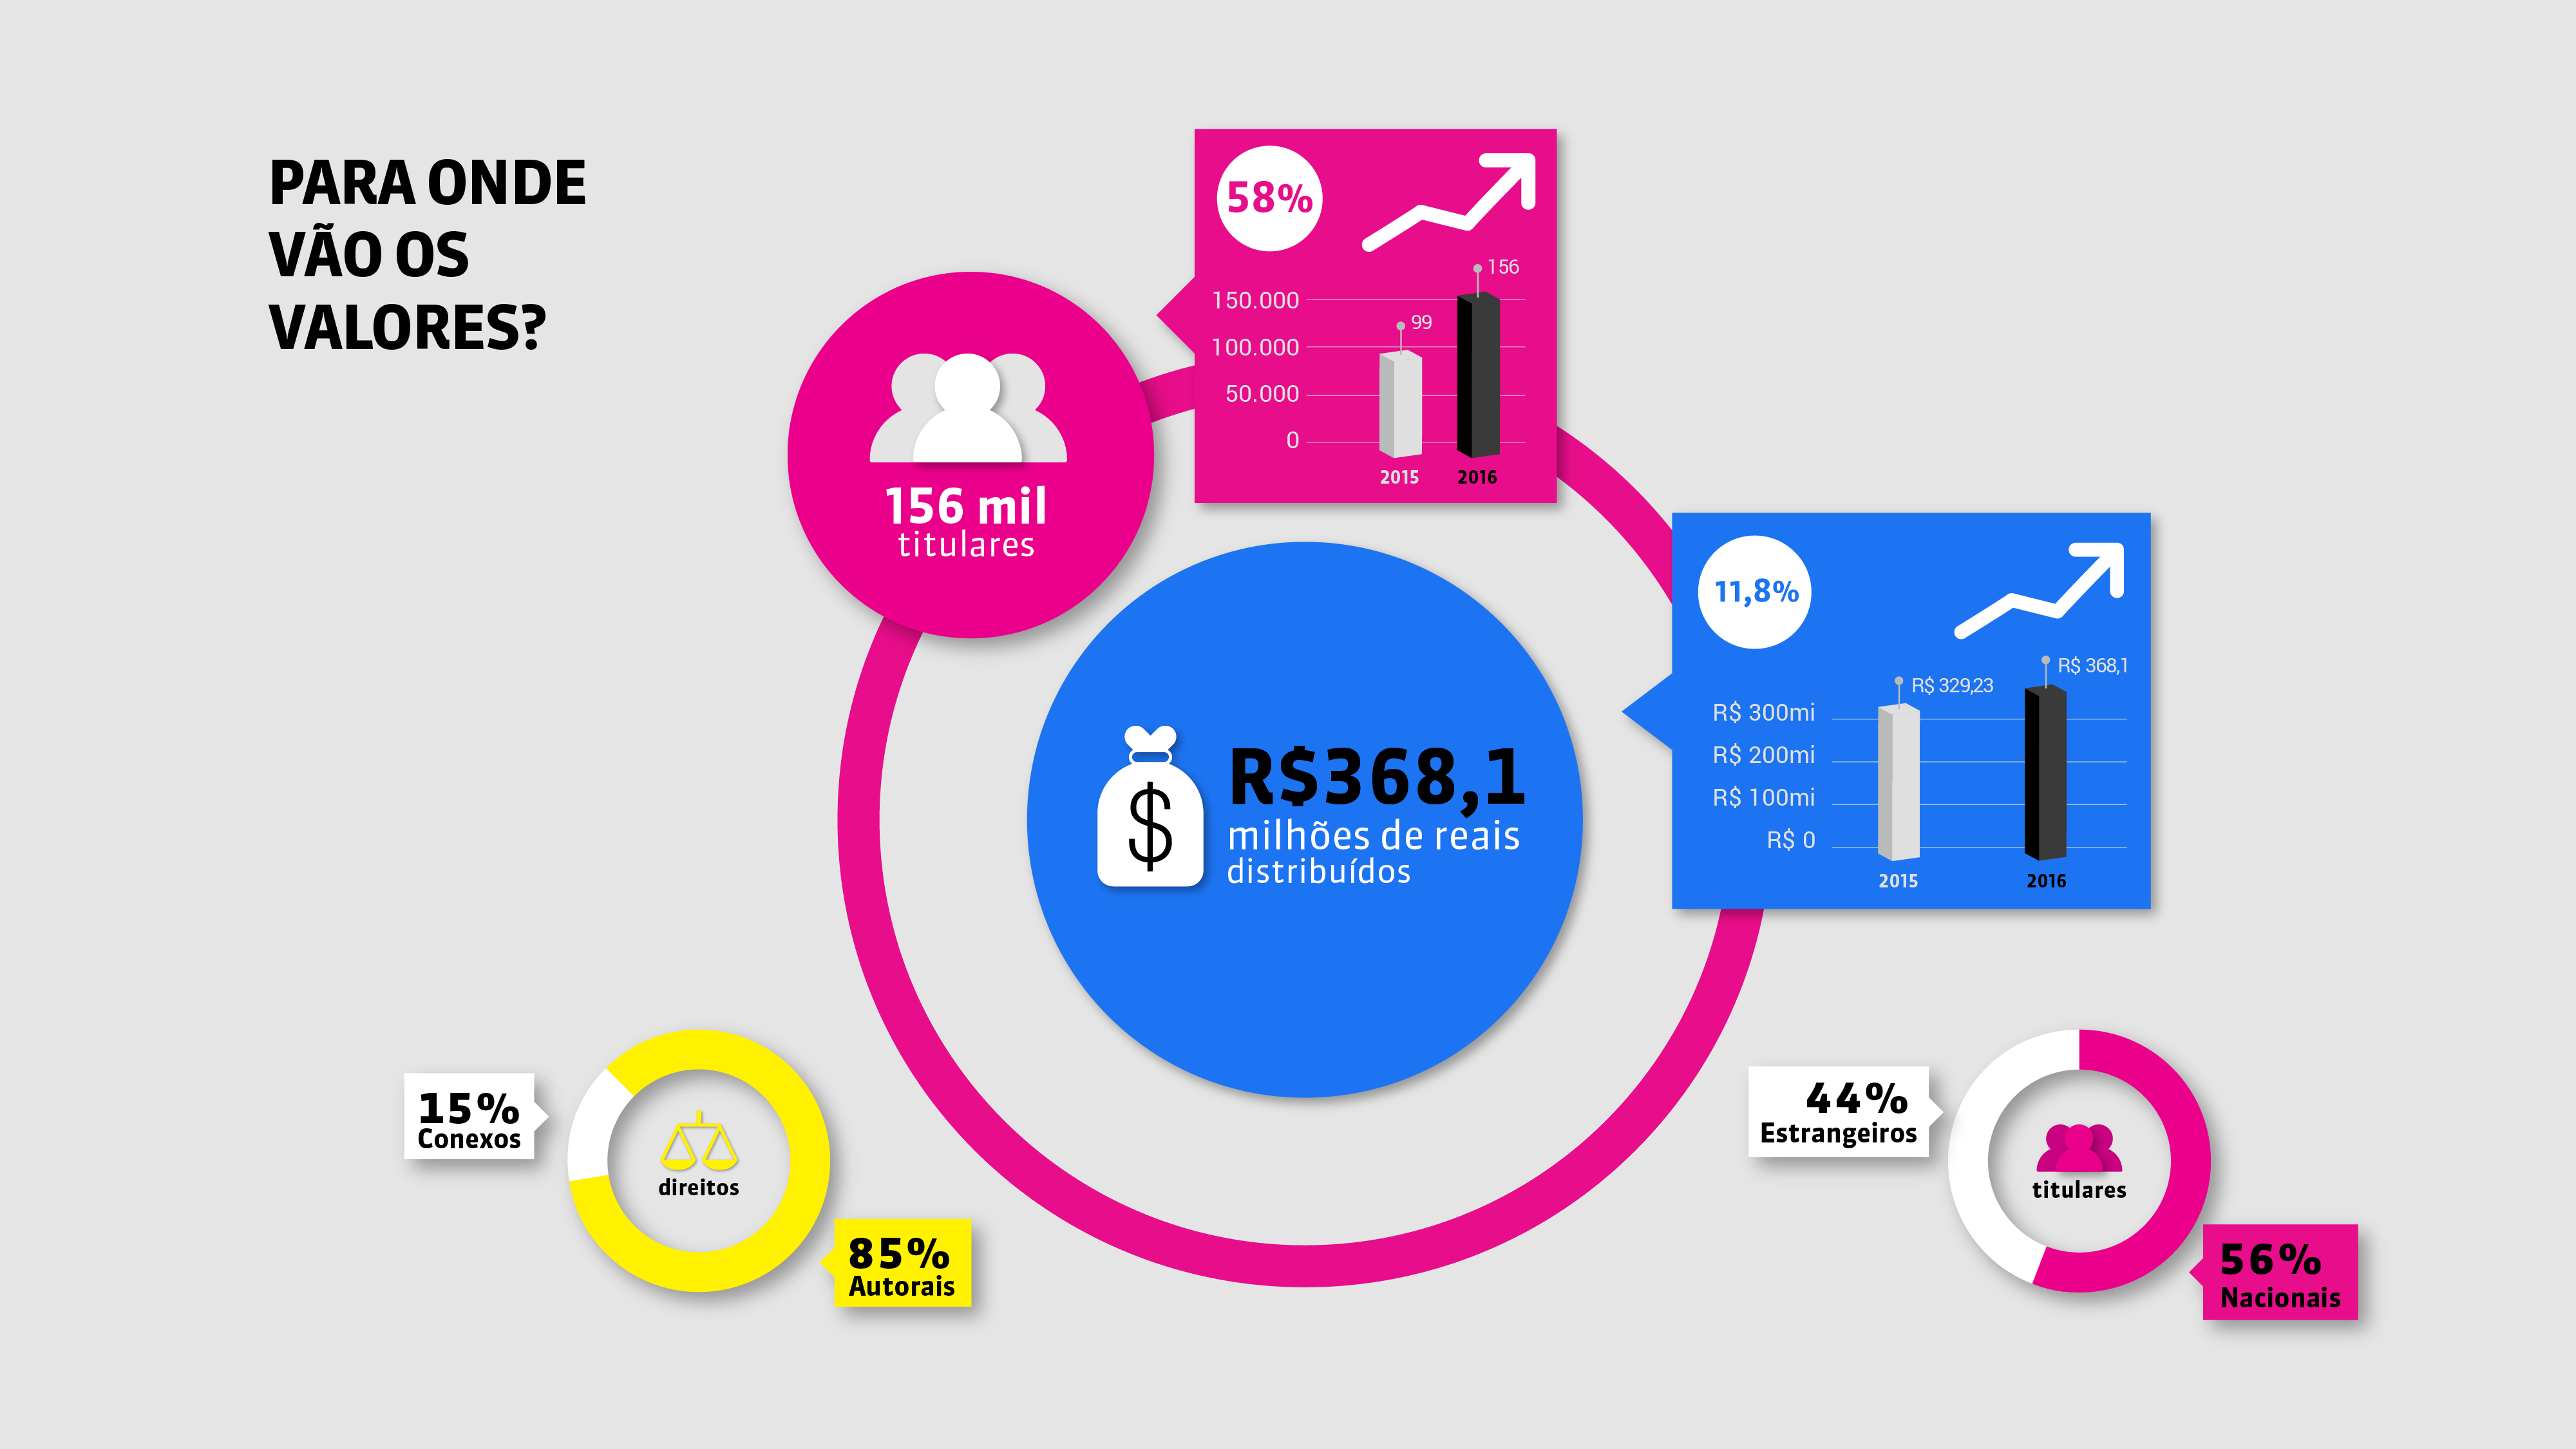 PARA ONDE
VÃO OS
VALORES?
156 mil
titulares
58%
156
99
150.000
100.000
50.000
0
2015 2016
R$368,1
milhões de reais
distribuídos
$
11,8%
R$ 368,1
R$ 329,23
R$ 300mi
R$ 200mi
R$ 100mi
R$ 0
2015 2016
15%
Conexos
direitos
85%
Autorais
44%
Estrangeiros
titulares
56%
Nacionais